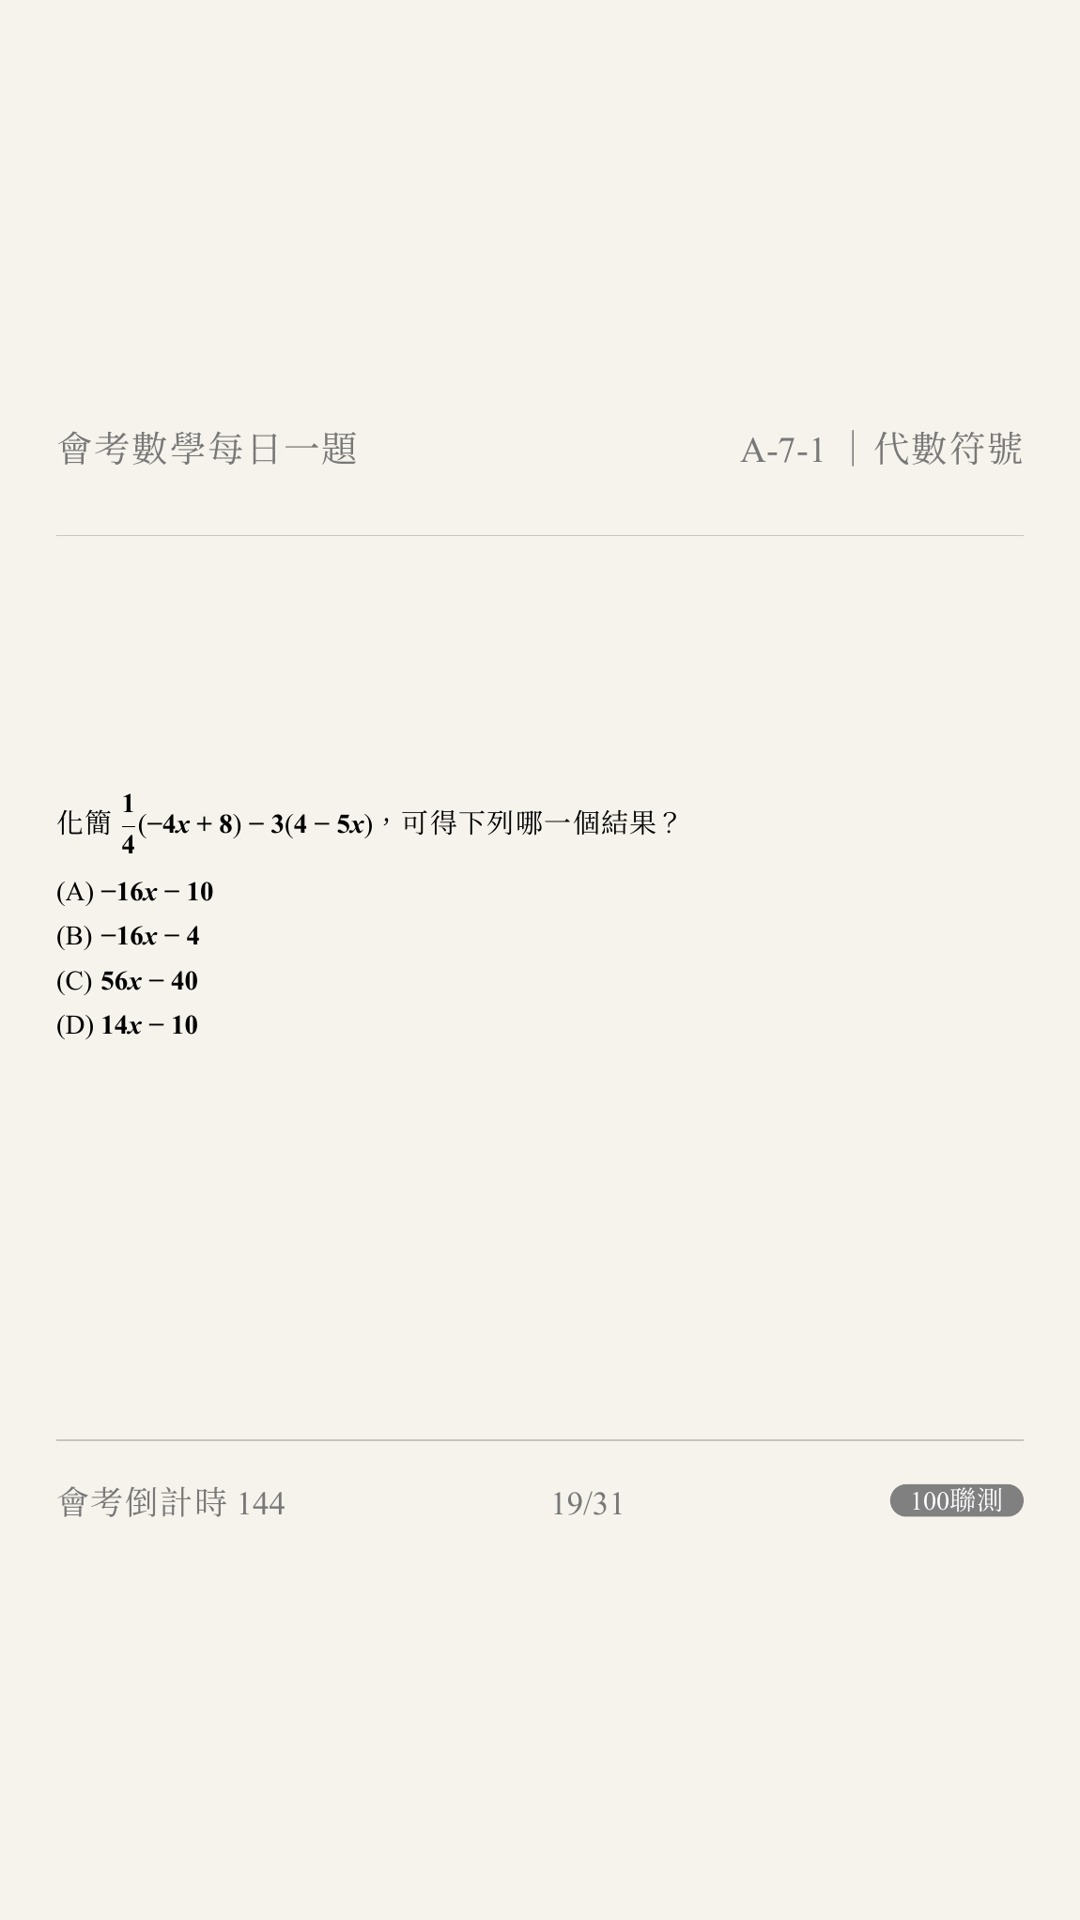 會考數學每日一題
A-7-1 | 代數符號
化簡 \frac{1}{4}(−4x + 8) − 3(4 − 5x)，可得下列哪一個結果？
(A) −16x − 10
(B) −16x − 4
(C) 56x − 40
(D) 14x − 10
會考倒計時 144
19/31
100聯測